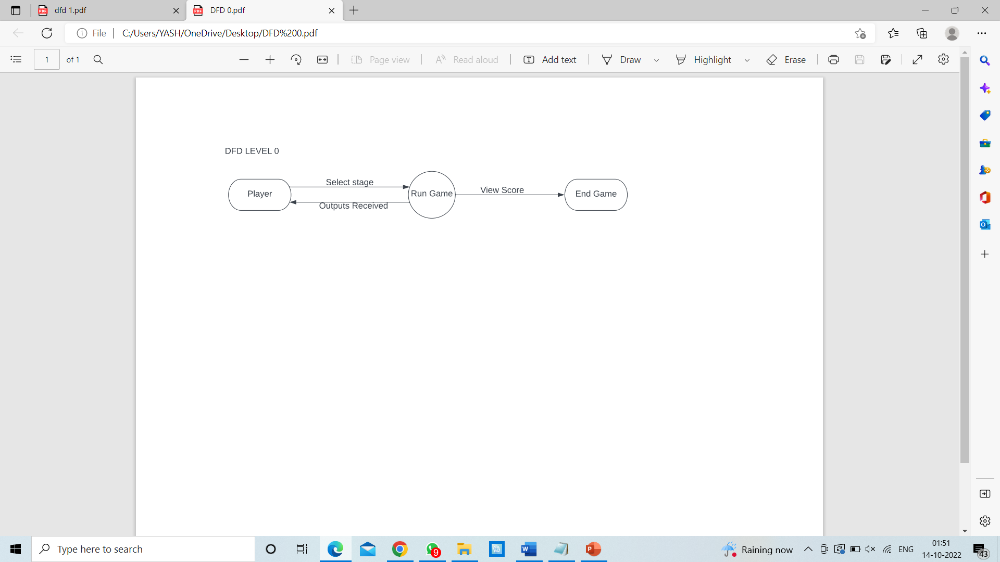 dfd 1.pdf
DFD 0.pdf
File
C:/Users/YASH/OneDrive/Desktop/DFD%200.pdf
1 of 1
Page view
Read aloud
Add text
Draw
Highlight
Erase
DFD LEVEL 0
Player
Select stage
Outputs Received
Run Game
View Score
End Game
Type here to search
9
Raining now
ENG
01:51
14-10-2022
43